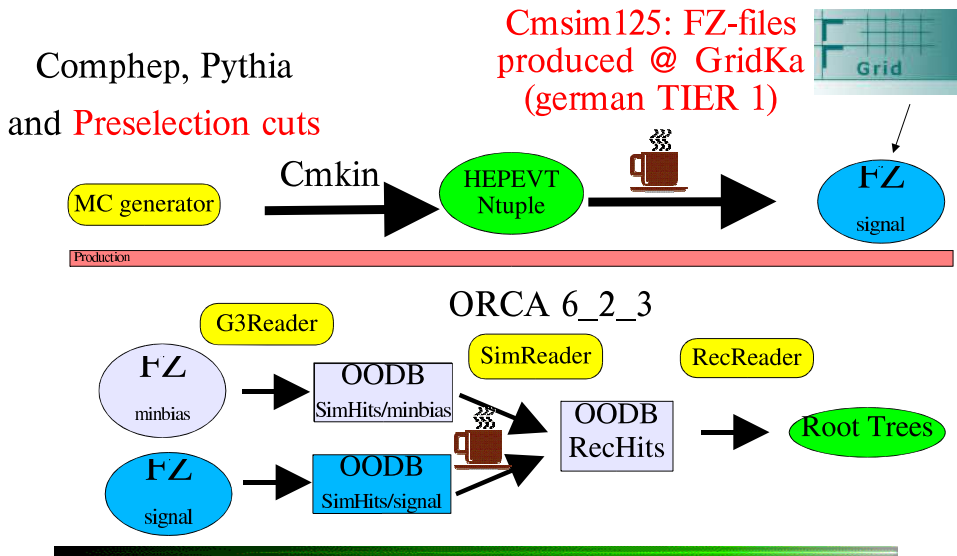 Comphep, Pythia
and Preselection cuts
Cmsim125: FZ-files
produced @ GridKa
(german TIER 1)
Grid
MC generator
Cmkin
HEPEVT
Ntuple
FZ
signal
Production
ORCA 6_2_3
G3Reader
SimReader
RecReader
FZ
minbias
OODB
SimHits/minbias
OODB
RecHits
Root Trees
FZ
signal
OODB
SimHits/signal